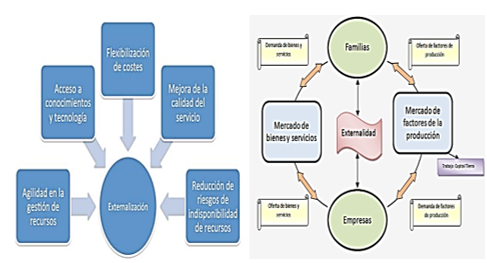 Flexibilización
de costes
Acceso a
conocimientos
y tecnología
Mejora de la
calidad del
servicio
Agilidad en la
gestión de
recursos
Externalización
Reducción de
riesgos de
indisponibilidad
de recursos
Demanda de bienes y
servicios
Familias
Oferta de factores de
producción
Mercado de
bienes y servicios
Externalidad
Mercado de
factores de la
producción
Trabajo Capital Tierra
Oferta de bienes y
servicios
Empresas
Demanda de factores
de producción